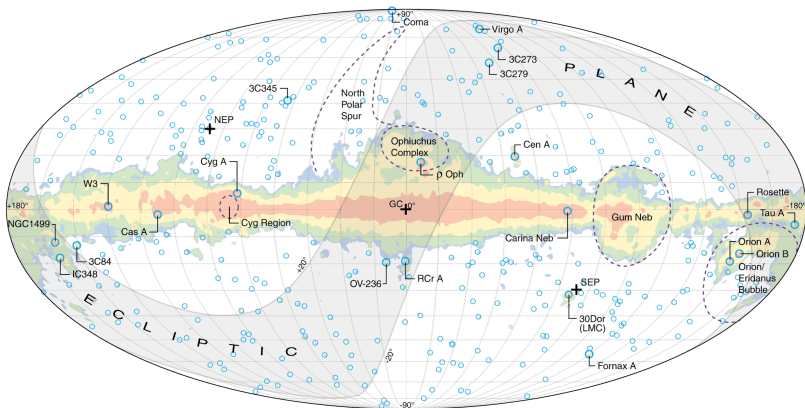 +90°
Coma
Virgo A
3C273
3C279
PLANE
3C345
North
Polar
Spur
NEP
Ophiuchus
Complex
ρ Oph
Cen A
Cyg A
W3
+180°
GC
0°
Rosette
-180°
Tau A
NGC1499
Cas A
Cyg Region
Carina Neb
Gum Neb
Orion A
Orion B
3C84
IC348
+20°
OV-236
RCr A
SEP
Orion/
Eridanus
Bubble
30Dor
(LMC)
ECLIPTIC
-20°
Fornax A
-90°